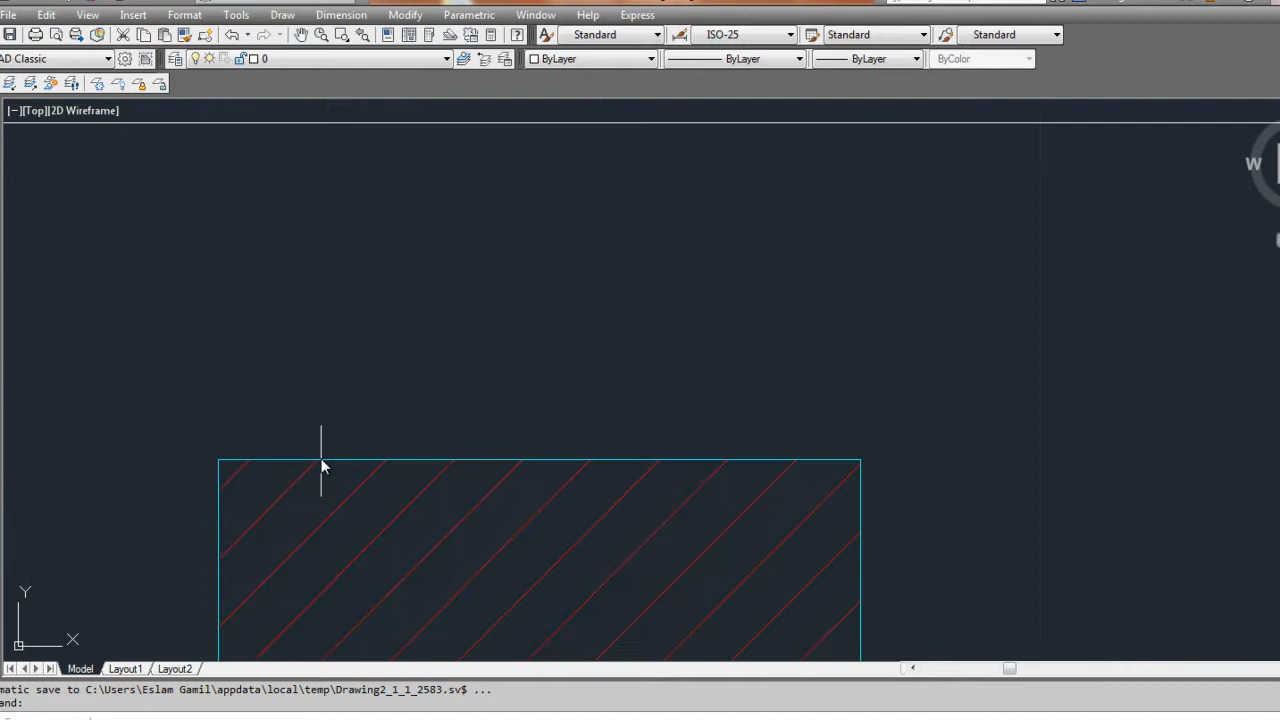 File Edit View Insert Format Tools Draw Dimension Modify Parametric Window Help Express
Standard ISO-25 Standard Standard
AD Classic 0 ByLayer ByLayer ByLayer ByColor
[−][Top][2D Wireframe]
W
Y
X
Model Layout1 Layout2
matic save to C:\Users\Eslam Gamil\appdata\local\temp\Drawing2_1_1_2583.sv$ ...
and: